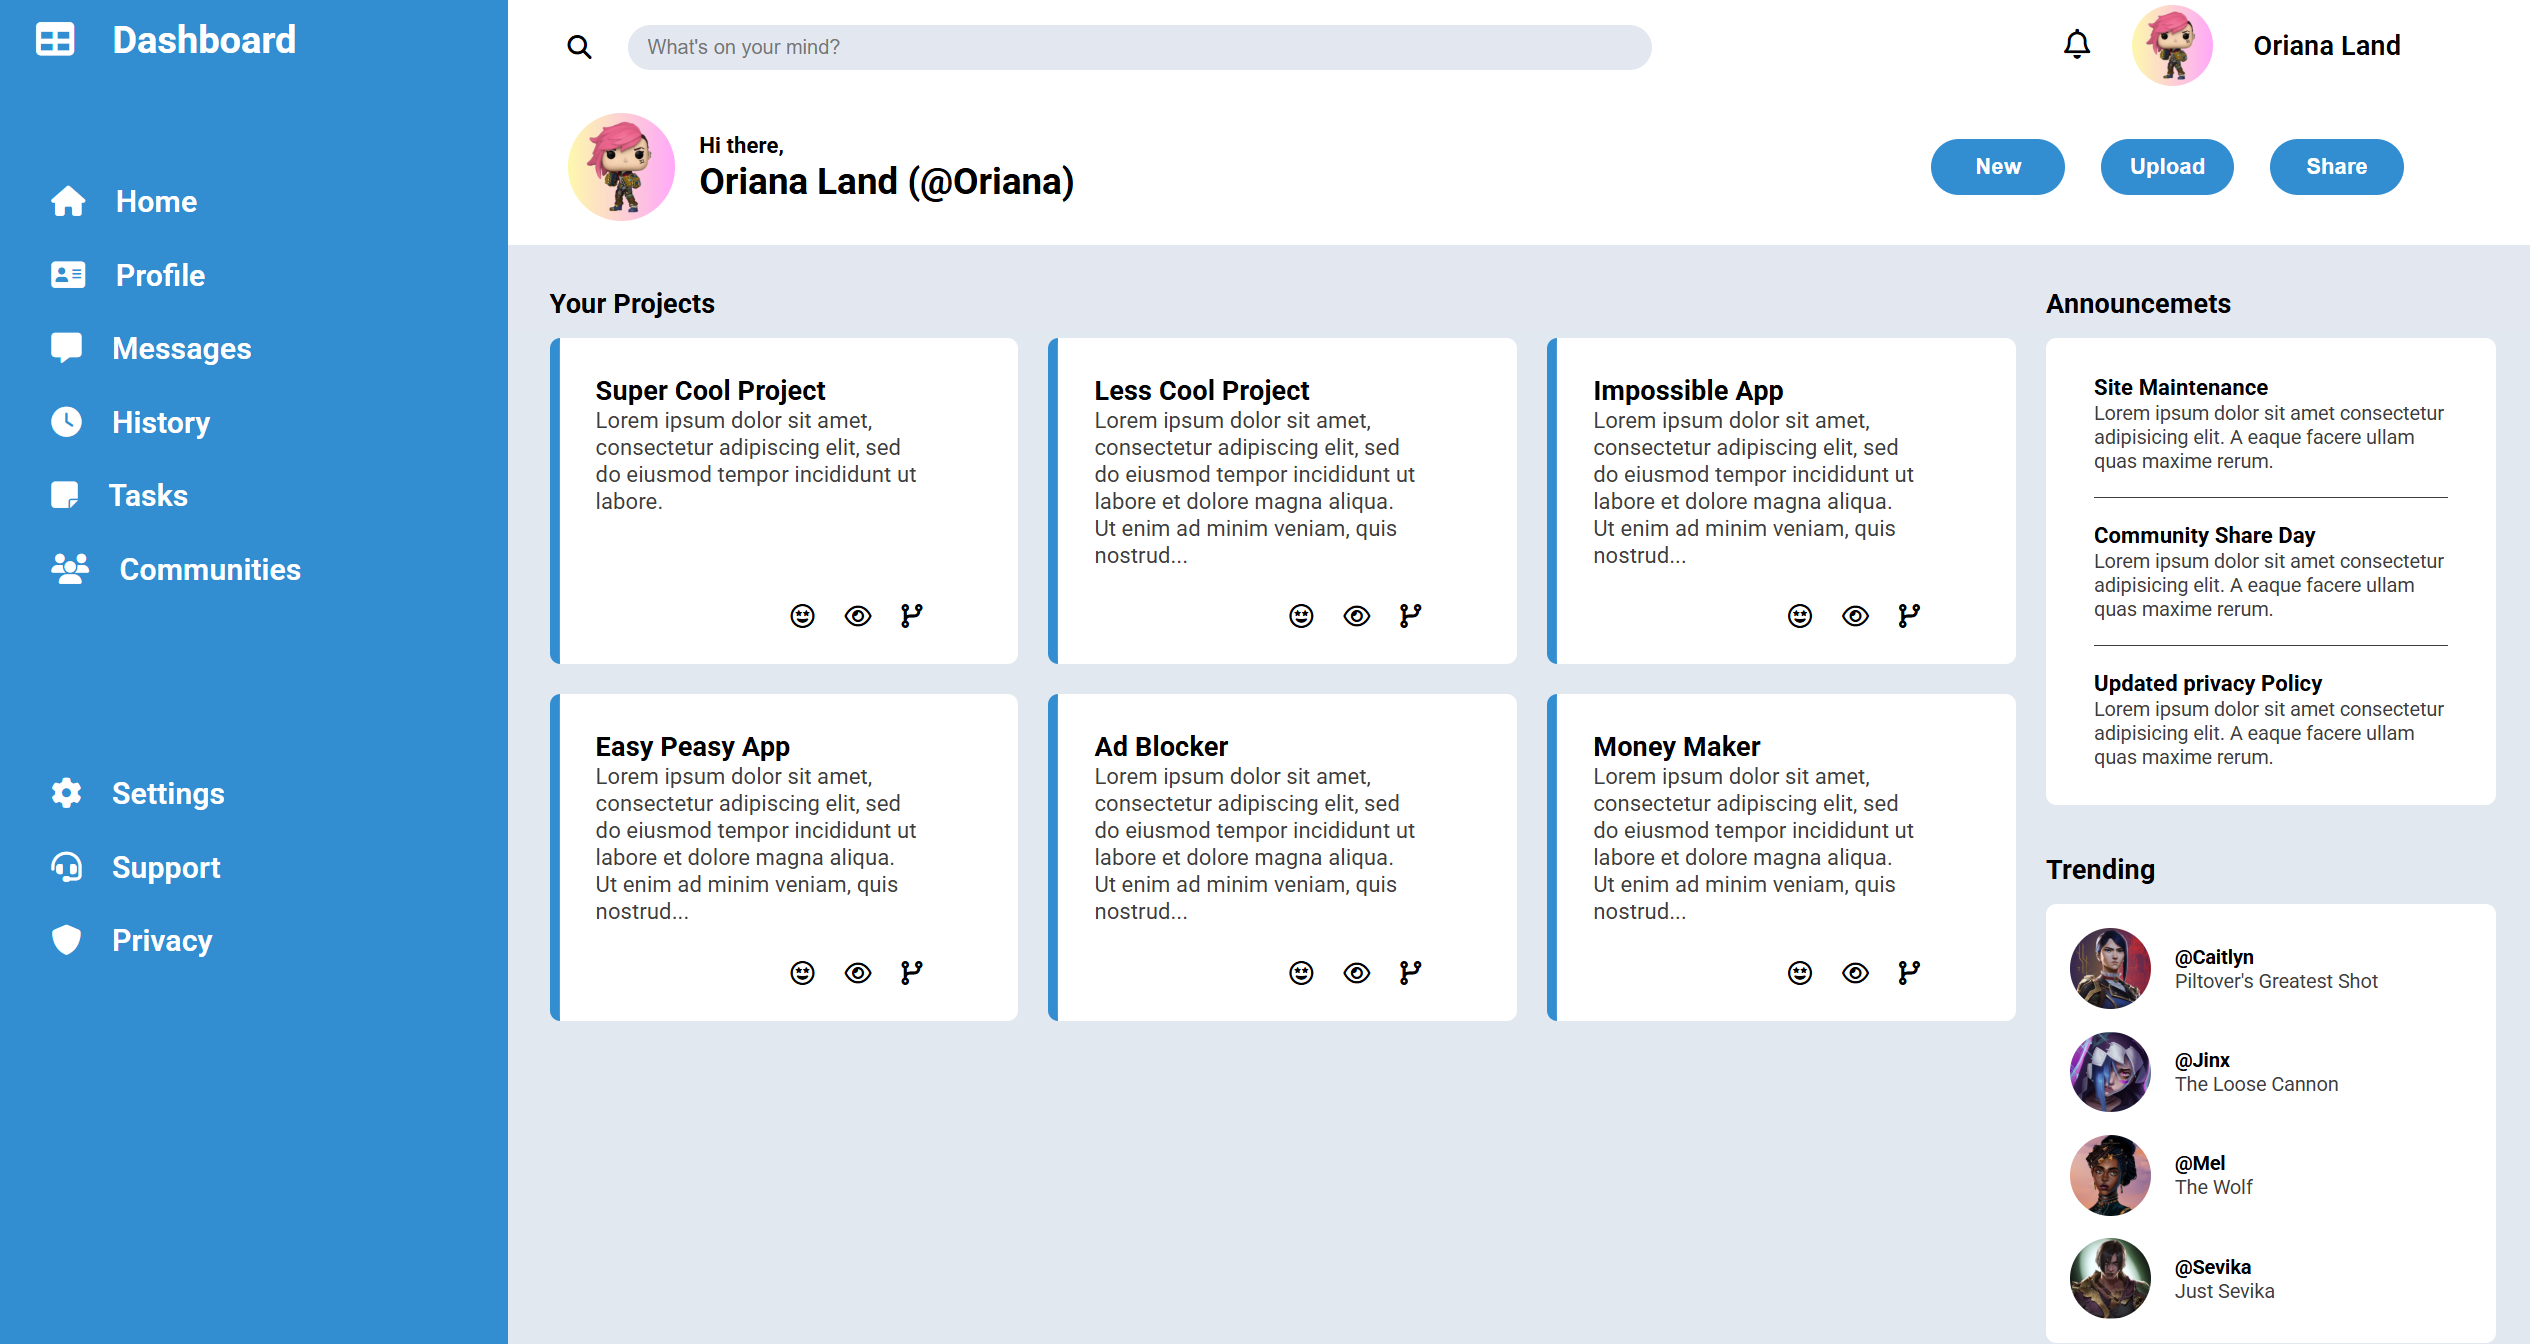 Dashboard
Home
Profile
Messages
History
Tasks
Communities
Settings
Support
Privacy
What's on your mind?
Oriana Land
Hi there,
Oriana Land (@Oriana)
New
Upload
Share
Your Projects
Super Cool Project
Lorem ipsum dolor sit amet,
consectetur adipiscing elit, sed
do eiusmod tempor incididunt ut
labore.
Less Cool Project
Lorem ipsum dolor sit amet,
consectetur adipiscing elit, sed
do eiusmod tempor incididunt ut
labore et dolore magna aliqua.
Ut enim ad minim veniam, quis
nostrud...
Impossible App
Lorem ipsum dolor sit amet,
consectetur adipiscing elit, sed
do eiusmod tempor incididunt ut
labore et dolore magna aliqua.
Ut enim ad minim veniam, quis
nostrud...
Easy Peasy App
Lorem ipsum dolor sit amet,
consectetur adipiscing elit, sed
do eiusmod tempor incididunt ut
labore et dolore magna aliqua.
Ut enim ad minim veniam, quis
nostrud...
Ad Blocker
Lorem ipsum dolor sit amet,
consectetur adipiscing elit, sed
do eiusmod tempor incididunt ut
labore et dolore magna aliqua.
Ut enim ad minim veniam, quis
nostrud...
Money Maker
Lorem ipsum dolor sit amet,
consectetur adipiscing elit, sed
do eiusmod tempor incididunt ut
labore et dolore magna aliqua.
Ut enim ad minim veniam, quis
nostrud...
Announcemets
Site Maintenance
Lorem ipsum dolor sit amet consectetur
adipisicing elit. A eaque facere ullam
quas maxime rerum.
Community Share Day
Lorem ipsum dolor sit amet consectetur
adipisicing elit. A eaque facere ullam
quas maxime rerum.
Updated privacy Policy
Lorem ipsum dolor sit amet consectetur
adipisicing elit. A eaque facere ullam
quas maxime rerum.
Trending
@Caitlyn
Piltover's Greatest Shot
@Jinx
The Loose Cannon
@Mel
The Wolf
@Sevika
Just Sevika